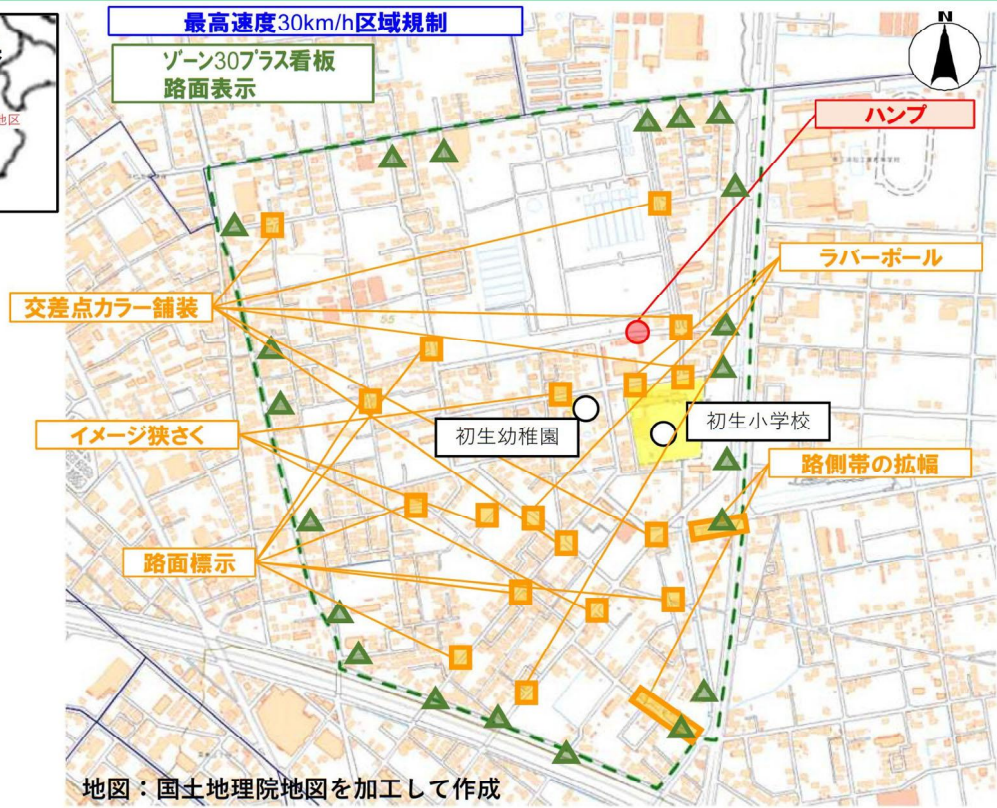 最高速度30km/h区域規制
ゾーン30プラス看板
路面表示
地区
N
ハンプ
ラバーポール
交差点カラー舗装
55
イメージ狭さく
初生幼稚園
初生小学校
路側帯の拡幅
路面標示
地図：国土地理院地図を加工して作成